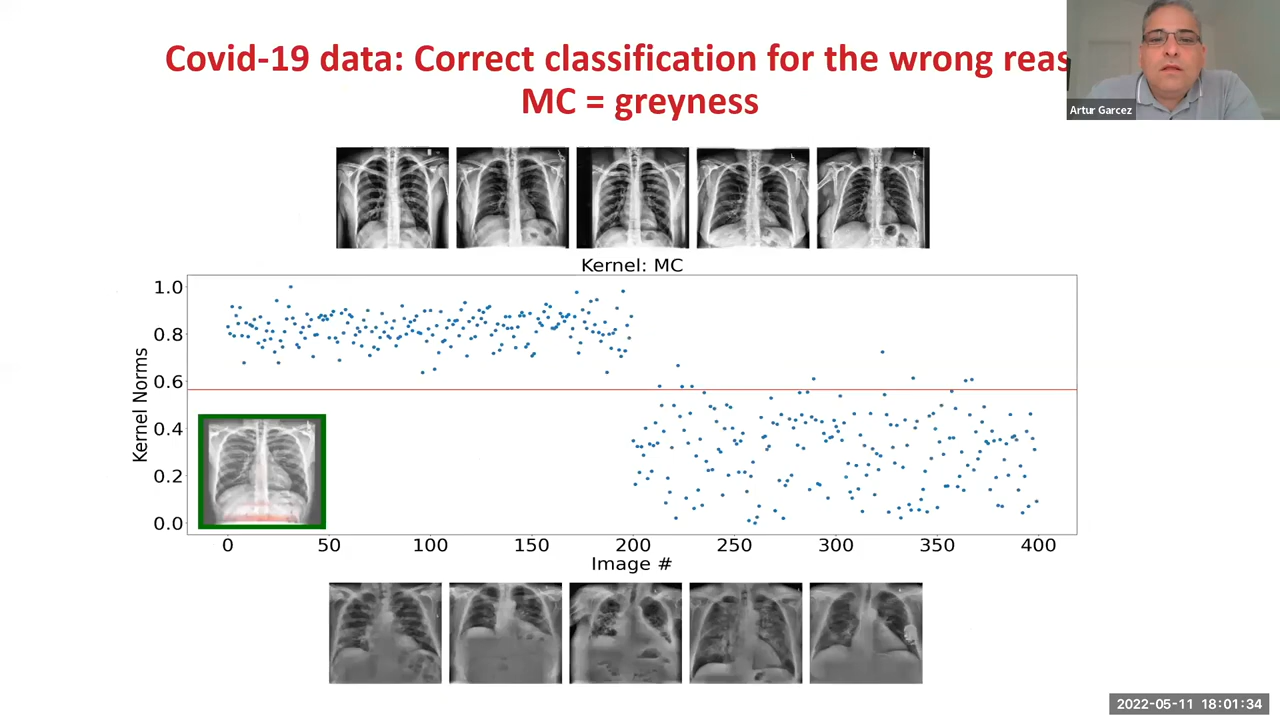 Covid-19 data: Correct classification for the wrong reas
MC = greyness
Artur Garcez
Kernel: MC
Kernel Norms
1.0
0.8
0.6
0.4
0.2
0.0
0 50 100 150 200 250 300 350 400
Image #
2022-05-11 18:01:34